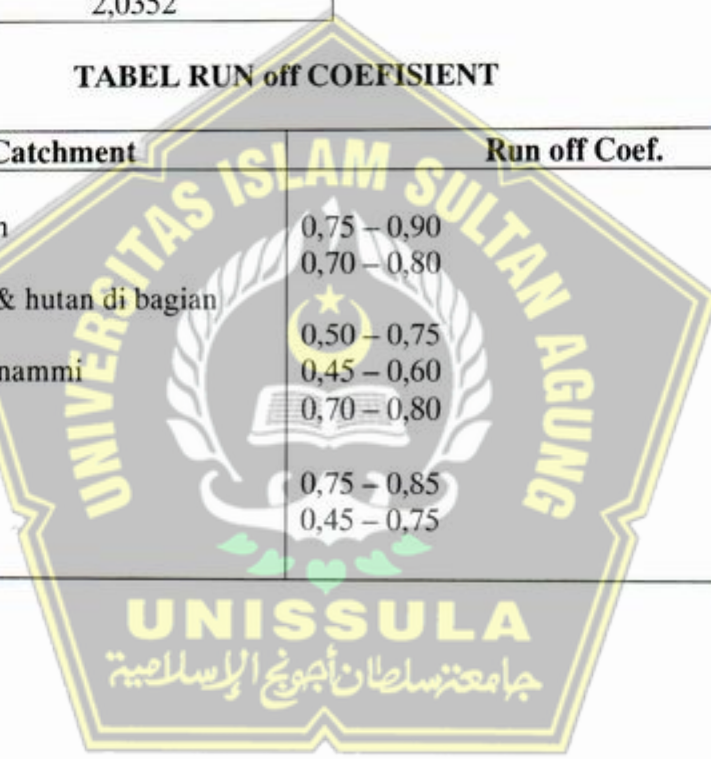 2,0352
TABEL RUN off COEFISIENT
Catchment Run off Coef.
0,75 – 0,90
0,70 – 0,80
& hutan di bagian
0,50 – 0,75
nammi 0,45 – 0,60
0,70 – 0,80
0,75 – 0,85
0,45 – 0,75
UNIVERSITAS ISLAM SULTAN AGUNG
UNISSULA
جامعنسلطان أجونج الإسلامية